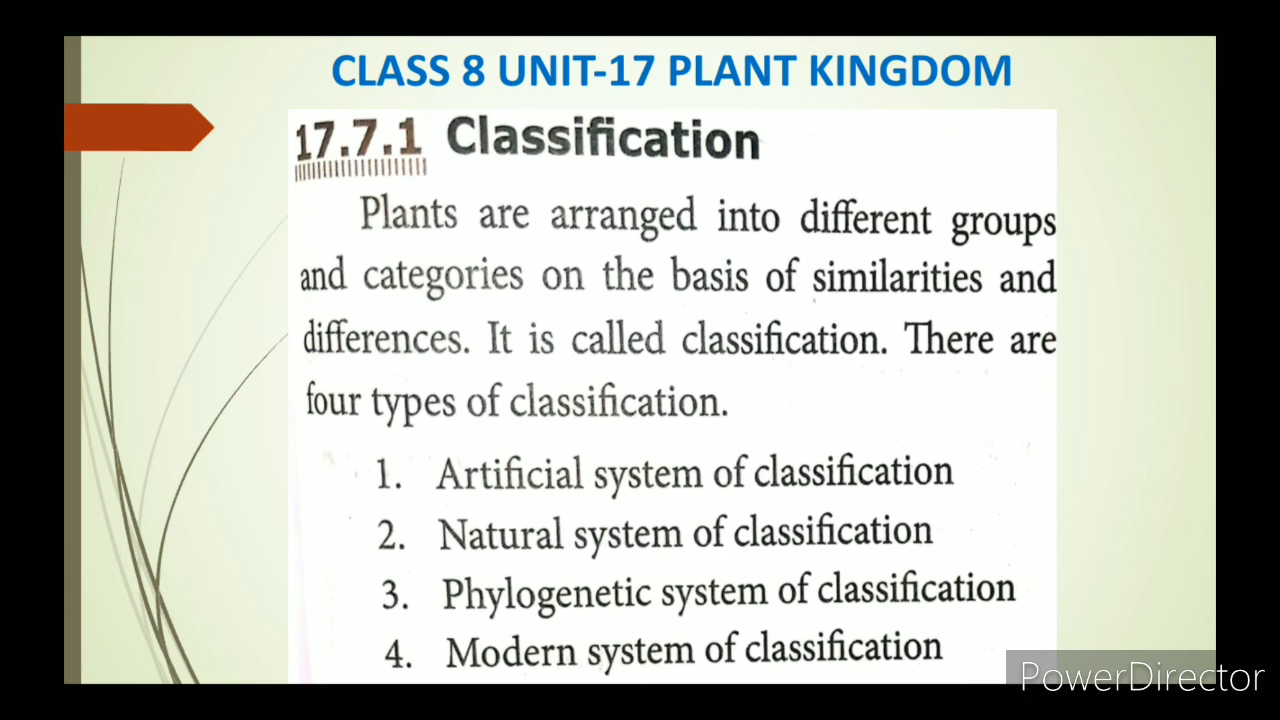 CLASS 8 UNIT-17 PLANT KINGDOM
17.7.1 Classification
Plants are arranged into different groups
and categories on the basis of similarities and
differences. It is called classification. There are
four types of classification.
1. Artificial system of classification
2. Natural system of classification
3. Phylogenetic system of classification
4. Modern system of classification
PowerDirector